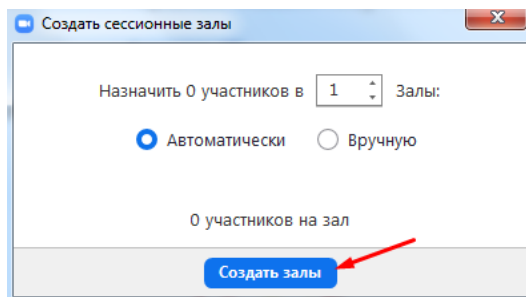 Создать сессионные залы
Назначить 0 участников в 1 Залы:
Автоматически Вручную
0 участников на зал
Создать залы